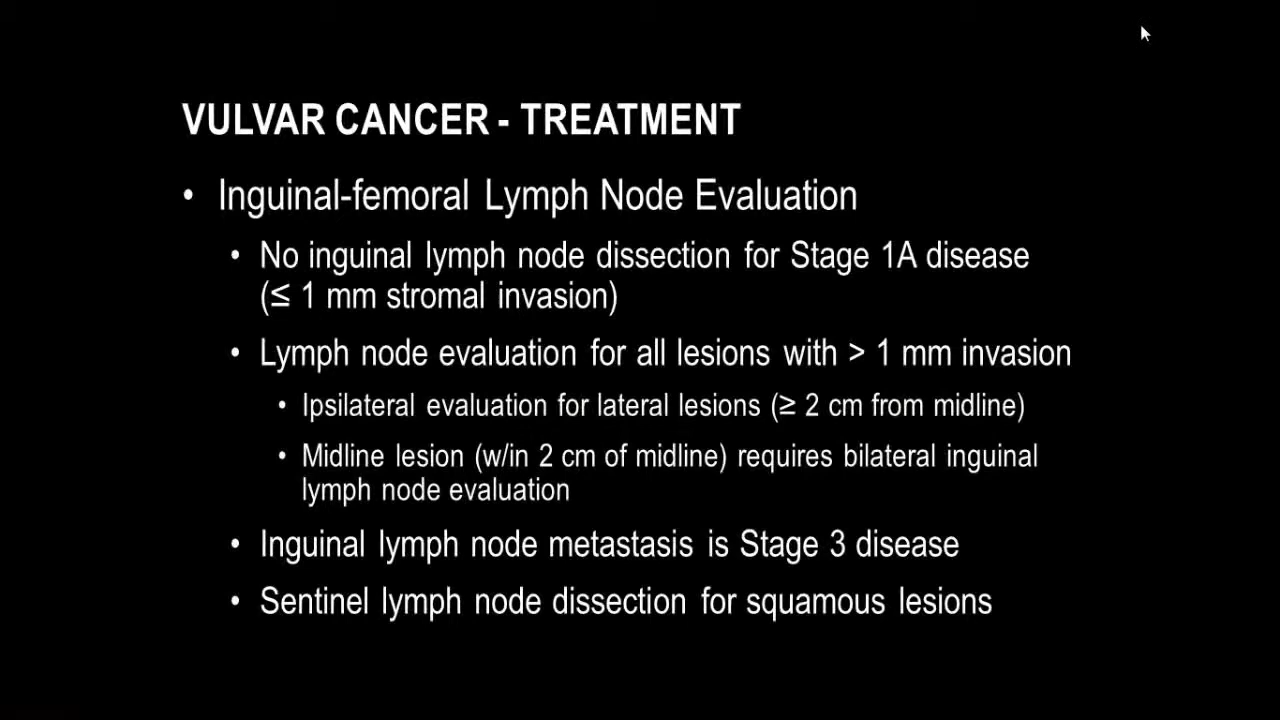 VULVAR CANCER - TREATMENT
• Inguinal-femoral Lymph Node Evaluation
• No inguinal lymph node dissection for Stage 1A disease
(≤ 1 mm stromal invasion)
• Lymph node evaluation for all lesions with > 1 mm invasion
• Ipsilateral evaluation for lateral lesions (≥ 2 cm from midline)
• Midline lesion (w/in 2 cm of midline) requires bilateral inguinal
lymph node evaluation
• Inguinal lymph node metastasis is Stage 3 disease
• Sentinel lymph node dissection for squamous lesions